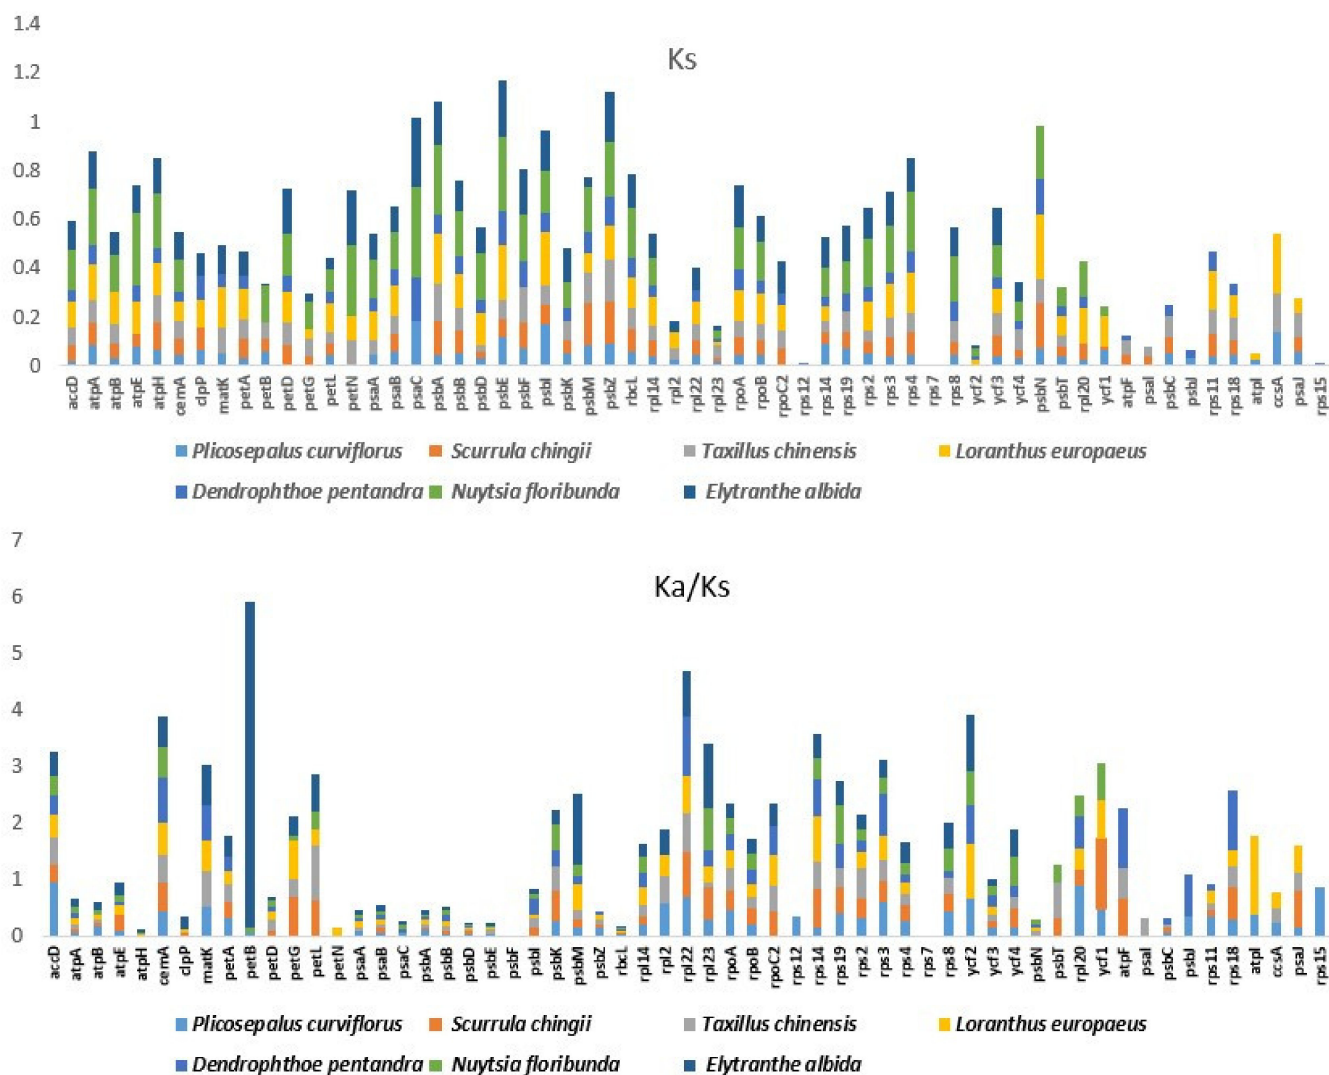 Ks
1.4
1.2
1
0.8
0.6
0.4
0.2
0
accD atpA atpB atpE atpH cemA clpP matK petA petB petD petG petL petN psaA psaB psaC psbA psbB psbD psbE psbF psbI psbK psbM psbZ rbcL rpl14 rpl2 rpl22 rpl23 rpoA rpoB rpoC2 rps12 rps14 rps19 rps2 rps3 rps4 rps7 rps8 ycf2 ycf3 ycf4 psbN psbT rpl20 ycf1 atpF psaI psbC psbJ rps11 rps18 atpI ccsA psaJ rps15
Plicosepalus curviflorus Scurrula chingii Taxillus chinensis Loranthus europaeus
Dendrophthoe pentandra Nuytsia floribunda Elytranthe albida
Ka/Ks
7
6
5
4
3
2
1
0
accD atpA atpB atpE atpH cemA clpP matK petA petB petD petG petL petN psaA psaB psaC psbA psbB psbD psbE psbF psbI psbK psbM psbZ rbcL rpl14 rpl2 rpl22 rpl23 rpoA rpoB rpoC2 rps12 rps14 rps19 rps2 rps3 rps4 rps7 rps8 ycf2 ycf3 ycf4 psbN psbT rpl20 ycf1 atpF psaI psbC psbJ rps11 rps18 atpI ccsA psaJ rps15
Plicosepalus curviflorus Scurrula chingii Taxillus chinensis Loranthus europaeus
Dendrophthoe pentandra Nuytsia floribunda Elytranthe albida